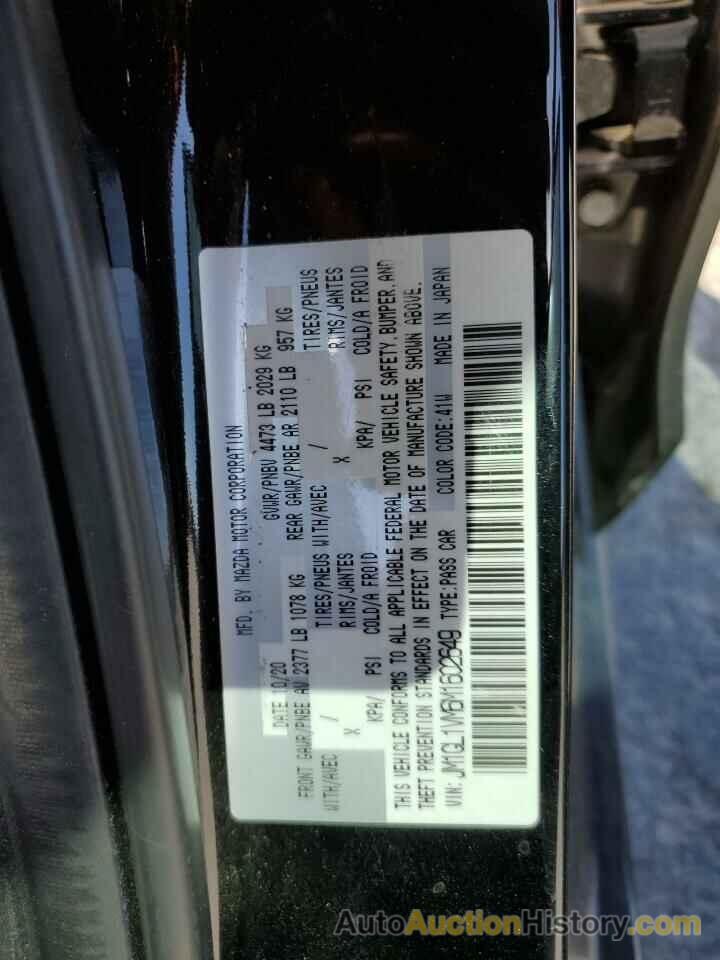 MFD. BY MAZDA MOTOR CORPORATION
DATE: 10/20 GVWR/PNBV 4473 LB 2029 KG
FRONT GAWR/PNBE AV 2377 LB 1078 KG REAR GAWR/PNBE AR 2110 LB 957 KG
WITH/AVEC / TIRES/PNEUS WITH/AVEC / TIRES/PNEUS
X RIMS/JANTES X RIMS/JANTES
KPA/ PSI COLD/A FROID KPA/ PSI COLD/A FROID
THIS VEHICLE CONFORMS TO ALL APPLICABLE FEDERAL MOTOR VEHICLE SAFETY,BUMPER,AND
THEFT PREVENTION STANDARDS IN EFFECT ON THE DATE OF MANUFACTURE SHOWN ABOVE.
VIN: JM1GL1VM6M1602649 TYPE:PASS CAR COLOR CODE:41W MADE IN JAPAN
AutoAuctionHistory.com